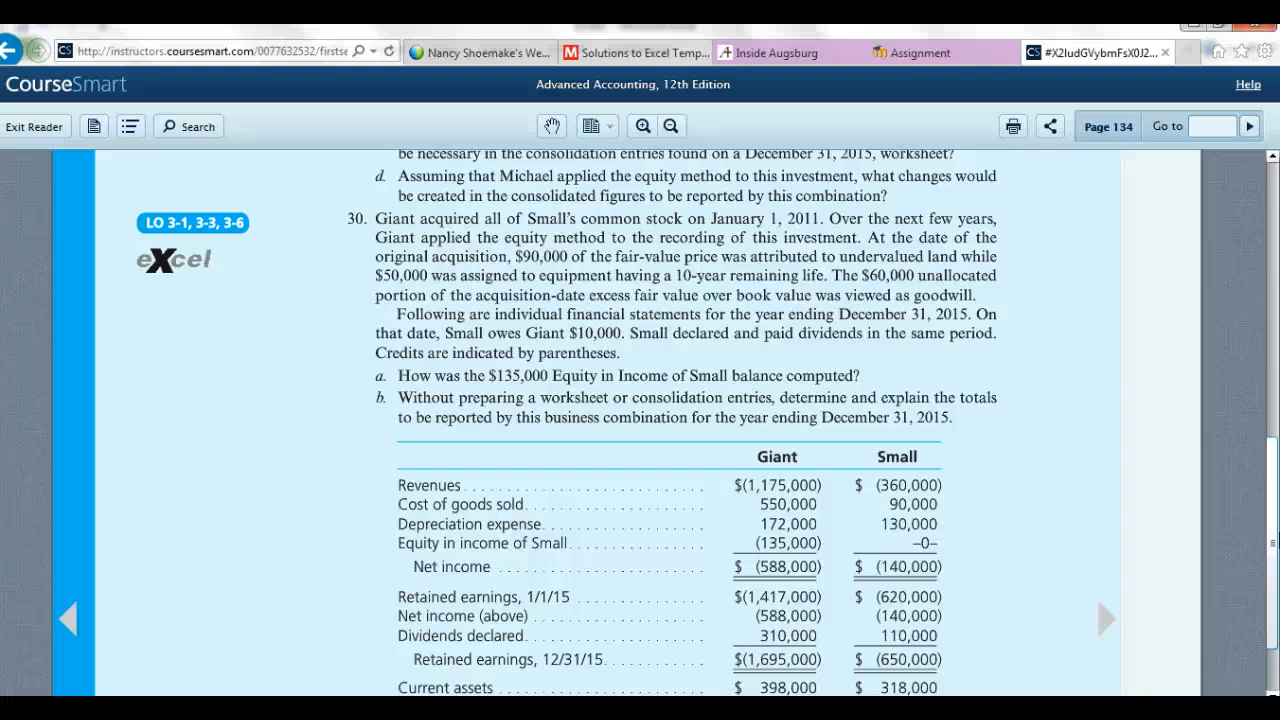 http://instructors.coursesmart.com/0077632532/firstse
Nancy Shoemake's We...
Solutions to Excel Temp...
Inside Augsburg
Assignment
#X2ludGVybmFsX0J2...
CourseSmart
Advanced Accounting, 12th Edition
Help
Exit Reader
Search
Page 134
Go to
be necessary in the consolidation entries found on a December 31, 2015, worksheet?
d. Assuming that Michael applied the equity method to this investment, what changes would
be created in the consolidated figures to be reported by this combination?
LO 3-1, 3-3, 3-6
eXcel
30. Giant acquired all of Small's common stock on January 1, 2011. Over the next few years,
Giant applied the equity method to the recording of this investment. At the date of the
original acquisition, $90,000 of the fair-value price was attributed to undervalued land while
$50,000 was assigned to equipment having a 10-year remaining life. The $60,000 unallocated
portion of the acquisition-date excess fair value over book value was viewed as goodwill.
Following are individual financial statements for the year ending December 31, 2015. On
that date, Small owes Giant $10,000. Small declared and paid dividends in the same period.
Credits are indicated by parentheses.
a. How was the $135,000 Equity in Income of Small balance computed?
b. Without preparing a worksheet or consolidation entries, determine and explain the totals
to be reported by this business combination for the year ending December 31, 2015.
Giant Small
Revenues . . . . . . . . . . . . . . . . . . . . . . . . . . $(1,175,000) $ (360,000)
Cost of goods sold . . . . . . . . . . . . . . . . . . . . 550,000 90,000
Depreciation expense . . . . . . . . . . . . . . . . . . 172,000 130,000
Equity in income of Small . . . . . . . . . . . . . . . (135,000) –0–
Net income . . . . . . . . . . . . . . . . . . . . . . $ (588,000) $ (140,000)
Retained earnings, 1/1/15 . . . . . . . . . . . . . . $(1,417,000) $ (620,000)
Net income (above) . . . . . . . . . . . . . . . . . . . (588,000) (140,000)
Dividends declared . . . . . . . . . . . . . . . . . . . 310,000 110,000
Retained earnings, 12/31/15 . . . . . . . . . . . $(1,695,000) $ (650,000)
Current assets . . . . . . . . . . . . . . . . . . . . . . . $ 398,000 $ 318,000